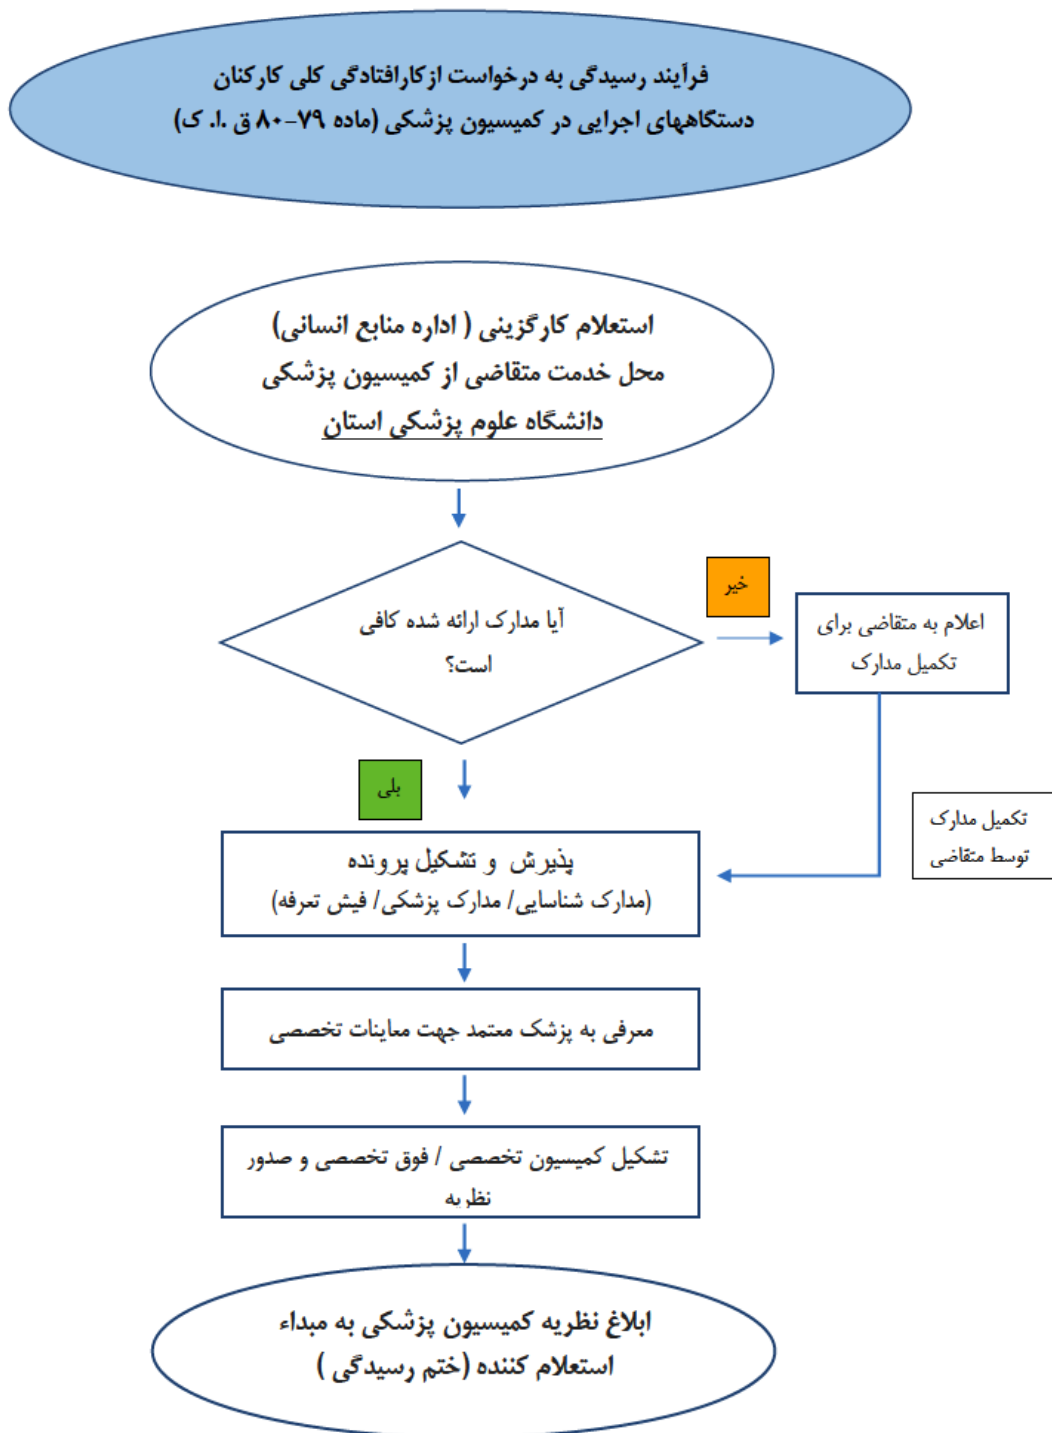 فرآیند رسیدگی به درخواست ازکارافتادگی کلی کارکنان
دستگاههای اجرایی در کمیسیون پزشکی (ماده ۷۹-۸۰ ق .ا. ک)
استعلام کارگزینی ( اداره منابع انسانی)
محل خدمت متقاضی از کمیسیون پزشکی
دانشگاه علوم پزشکی استان
آیا مدارک ارائه شده کافی
است؟
خیر
اعلام به متقاضی برای
تکمیل مدارک
بلی
تکمیل مدارک
توسط متقاضی
پذیرش و تشکیل پرونده
(مدارک شناسایی/ مدارک پزشکی/ فیش تعرفه)
معرفی به پزشک معتمد جهت معاینات تخصصی
تشکیل کمیسیون تخصصی / فوق تخصصی و صدور
نظریه
ابلاغ نظریه کمیسیون پزشکی به مبداء
استعلام کننده (ختم رسیدگی )